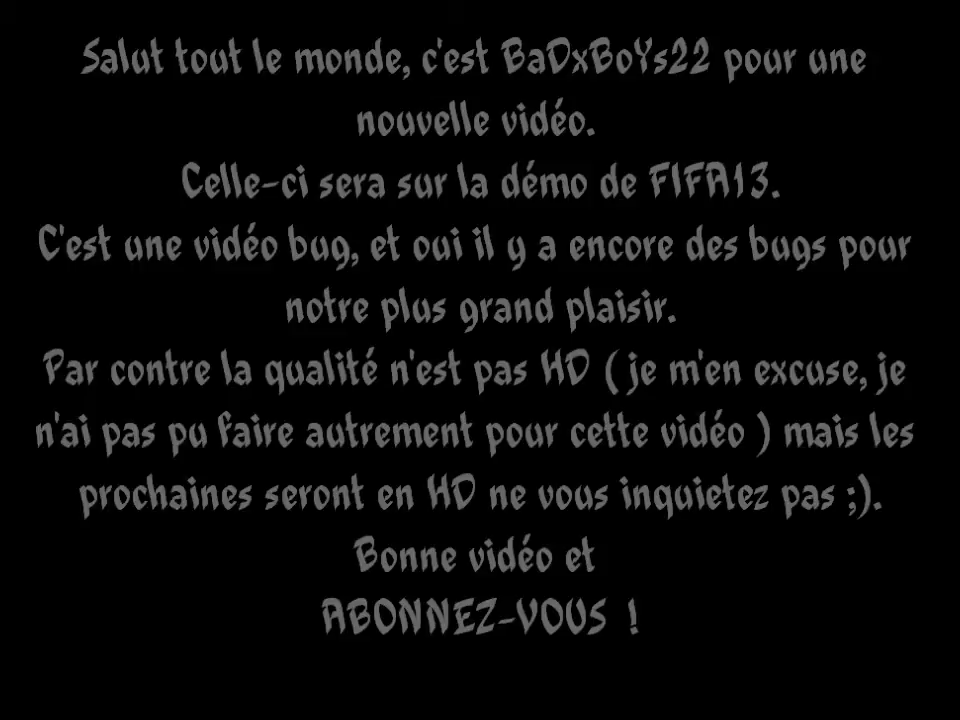 Salut tout le monde, c'est BaDxBoYs22 pour une
nouvelle vidéo.
Celle-ci sera sur la démo de FIFA13.
C'est une vidéo bug, et oui il y a encore des bugs pour
notre plus grand plaisir.
Par contre la qualité n'est pas HD ( je m'en excuse, je
n'ai pas pu faire autrement pour cette vidéo ) mais les
prochaines seront en HD ne vous inquietez pas ;).
Bonne vidéo et
ABONNEZ-VOUS !